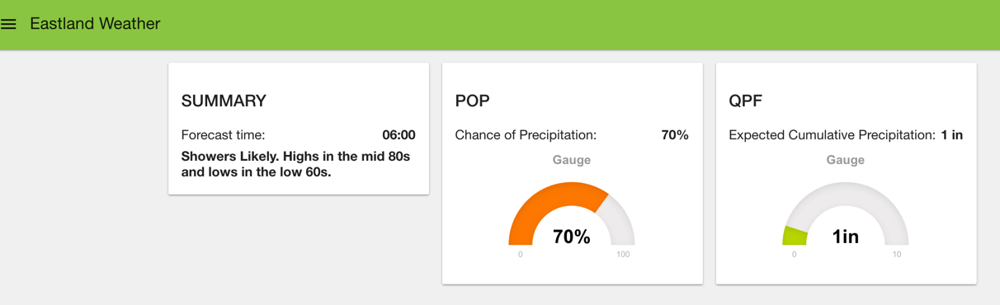 Eastland Weather
SUMMARY
Forecast time: 06:00
Showers Likely. Highs in the mid 80s
and lows in the low 60s.
POP
Chance of Precipitation: 70%
Gauge
70%
0 100
QPF
Expected Cumulative Precipitation: 1 in
Gauge
1in
0 10